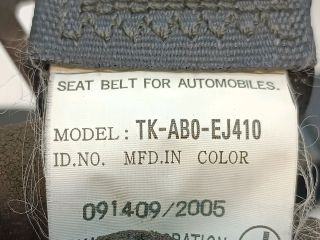 SEAT BELT FOR AUTOMOBILES.
MODEL: TK-AB0-EJ410
ID.NO. MFD.IN COLOR
091409/2005